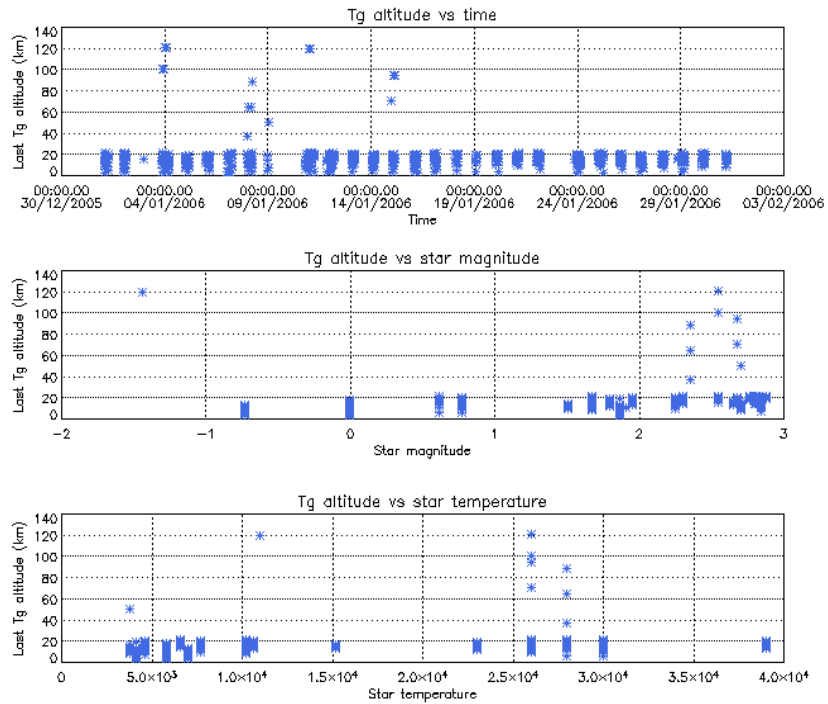 Tg altitude vs time
Last Tg altitude (km)
140
120
100
80
60
40
20
0
00:00.00 00:00.00 00:00.00 00:00.00 00:00.00 00:00.00 00:00.00 00:00.00
30/12/2005 04/01/2006 09/01/2006 14/01/2006 19/01/2006 24/01/2006 29/01/2006 03/02/2006
Time
Tg altitude vs star magnitude
Last Tg altitude (km)
140
120
100
80
60
40
20
0
-2 -1 0 1 2 3
Star magnitude
Tg altitude vs star temperature
Last Tg altitude (km)
140
120
100
80
60
40
20
0
0 5.0×10³ 1.0×10⁴ 1.5×10⁴ 2.0×10⁴ 2.5×10⁴ 3.0×10⁴ 3.5×10⁴ 4.0×10⁴
Star temperature